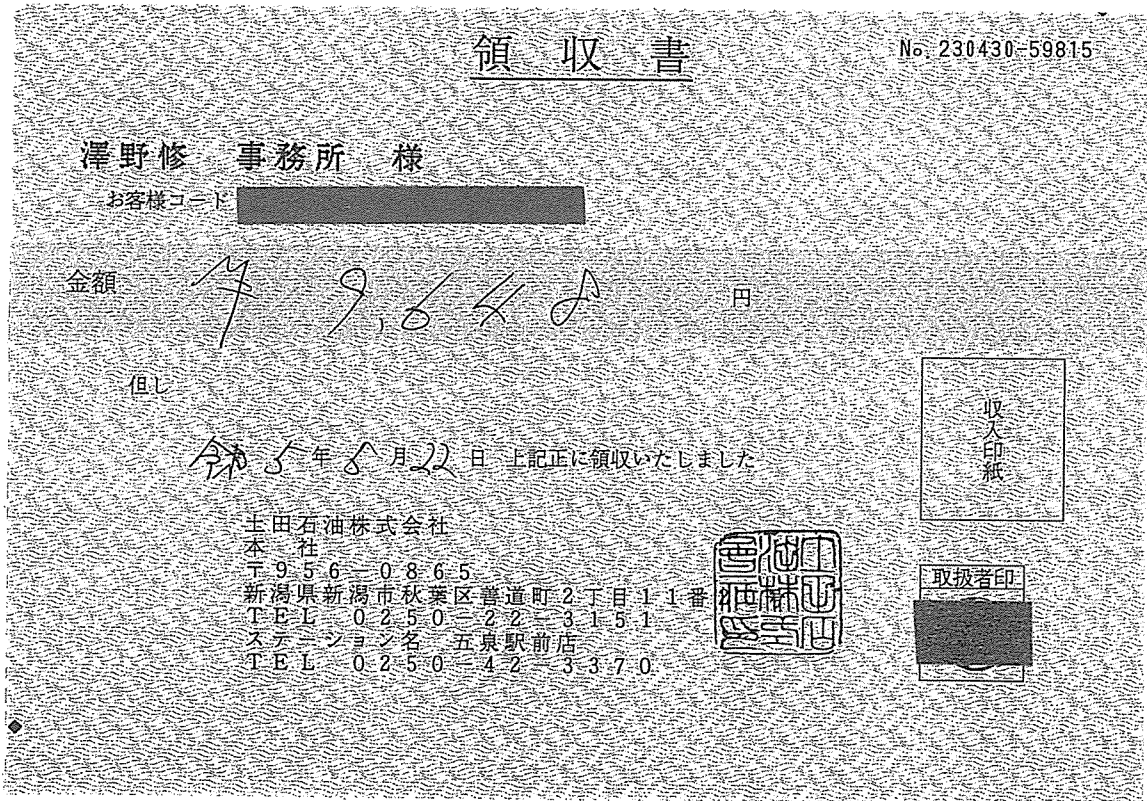 領収書
No. 230430-59815
澤野修 事務所 様
お客様コード
金額 ¥ 9,648 円
但し
令和 5 年 8 月 22 日 上記正に領収いたしました
収入印紙
土田石油株式会社
本 社
〒956-0865
新潟県新潟市秋葉区善道町2丁目11番
TEL 0250-22-3151
ステーション名 五泉駅前店
TEL 0250-42-3370
取扱者印